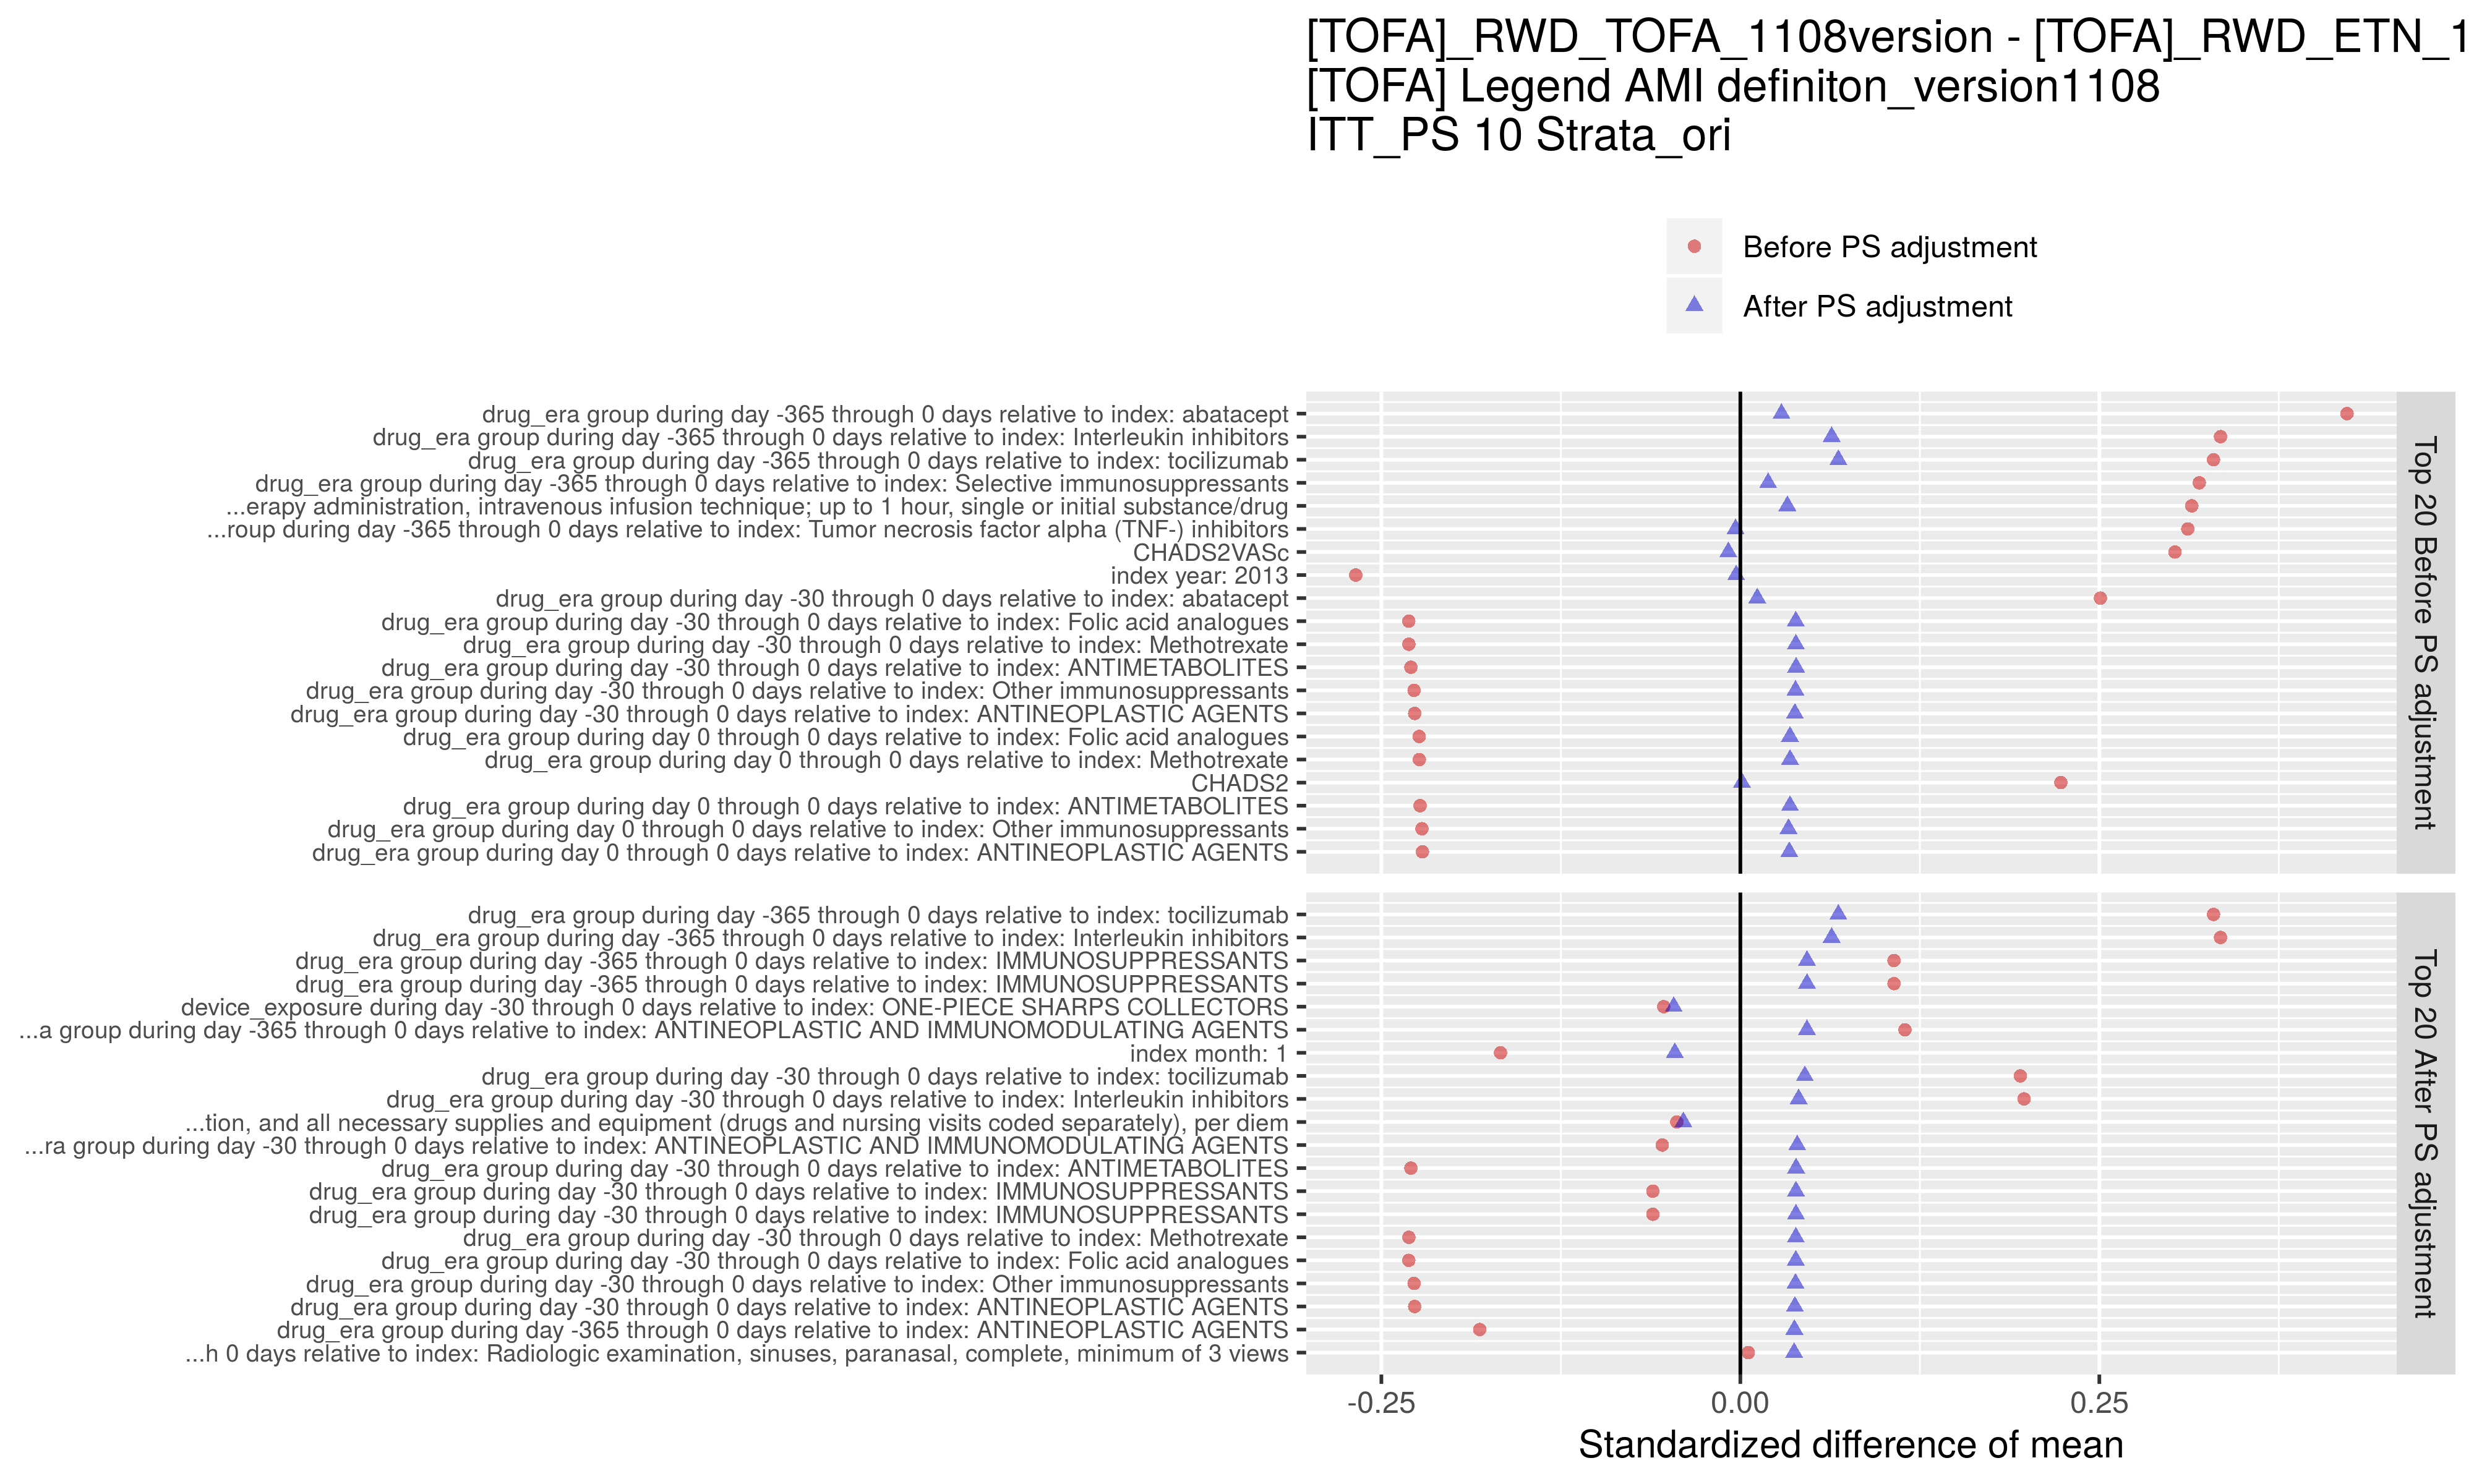 [TOFA]_RWD_TOFA_1108version - [TOFA]_RWD_ETN_1
[TOFA] Legend AMI definiton_version1108
ITT_PS 10 Strata_ori
Before PS adjustment
After PS adjustment
drug_era group during day -365 through 0 days relative to index: abatacept
drug_era group during day -365 through 0 days relative to index: Interleukin inhibitors
drug_era group during day -365 through 0 days relative to index: tocilizumab
drug_era group during day -365 through 0 days relative to index: Selective immunosuppressants
...erapy administration, intravenous infusion technique; up to 1 hour, single or initial substance/drug
...roup during day -365 through 0 days relative to index: Tumor necrosis factor alpha (TNF-) inhibitors
CHADS2VASc
index year: 2013
drug_era group during day -30 through 0 days relative to index: abatacept
drug_era group during day -30 through 0 days relative to index: Folic acid analogues
drug_era group during day -30 through 0 days relative to index: Methotrexate
drug_era group during day -30 through 0 days relative to index: ANTIMETABOLITES
drug_era group during day -30 through 0 days relative to index: Other immunosuppressants
drug_era group during day -30 through 0 days relative to index: ANTINEOPLASTIC AGENTS
drug_era group during day 0 through 0 days relative to index: Folic acid analogues
drug_era group during day 0 through 0 days relative to index: Methotrexate
CHADS2
drug_era group during day 0 through 0 days relative to index: ANTIMETABOLITES
drug_era group during day 0 through 0 days relative to index: Other immunosuppressants
drug_era group during day 0 through 0 days relative to index: ANTINEOPLASTIC AGENTS
Top 20 Before PS adjustment
drug_era group during day -365 through 0 days relative to index: tocilizumab
drug_era group during day -365 through 0 days relative to index: Interleukin inhibitors
drug_era group during day -365 through 0 days relative to index: IMMUNOSUPPRESSANTS
drug_era group during day -365 through 0 days relative to index: IMMUNOSUPPRESSANTS
device_exposure during day -30 through 0 days relative to index: ONE-PIECE SHARPS COLLECTORS
...a group during day -365 through 0 days relative to index: ANTINEOPLASTIC AND IMMUNOMODULATING AGENTS
index month: 1
drug_era group during day -30 through 0 days relative to index: tocilizumab
drug_era group during day -30 through 0 days relative to index: Interleukin inhibitors
...tion, and all necessary supplies and equipment (drugs and nursing visits coded separately), per diem
...ra group during day -30 through 0 days relative to index: ANTINEOPLASTIC AND IMMUNOMODULATING AGENTS
drug_era group during day -30 through 0 days relative to index: ANTIMETABOLITES
drug_era group during day -30 through 0 days relative to index: IMMUNOSUPPRESSANTS
drug_era group during day -30 through 0 days relative to index: IMMUNOSUPPRESSANTS
drug_era group during day -30 through 0 days relative to index: Methotrexate
drug_era group during day -30 through 0 days relative to index: Folic acid analogues
drug_era group during day -30 through 0 days relative to index: Other immunosuppressants
drug_era group during day -30 through 0 days relative to index: ANTINEOPLASTIC AGENTS
drug_era group during day -365 through 0 days relative to index: ANTINEOPLASTIC AGENTS
...h 0 days relative to index: Radiologic examination, sinuses, paranasal, complete, minimum of 3 views
Top 20 After PS adjustment
-0.25 0.00 0.25
Standardized difference of mean